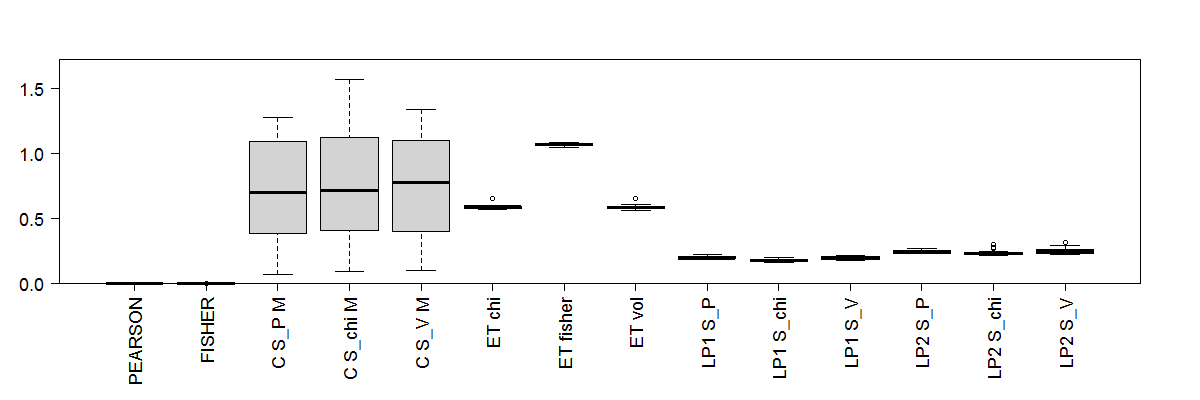 1.5
1.0
0.5
0.0
PEARSON
FISHER
C S_P M
C S_chi M
C S_V M
ET chi
ET fisher
ET vol
LP1 S_P
LP1 S_chi
LP1 S_V
LP2 S_P
LP2 S_chi
LP2 S_V